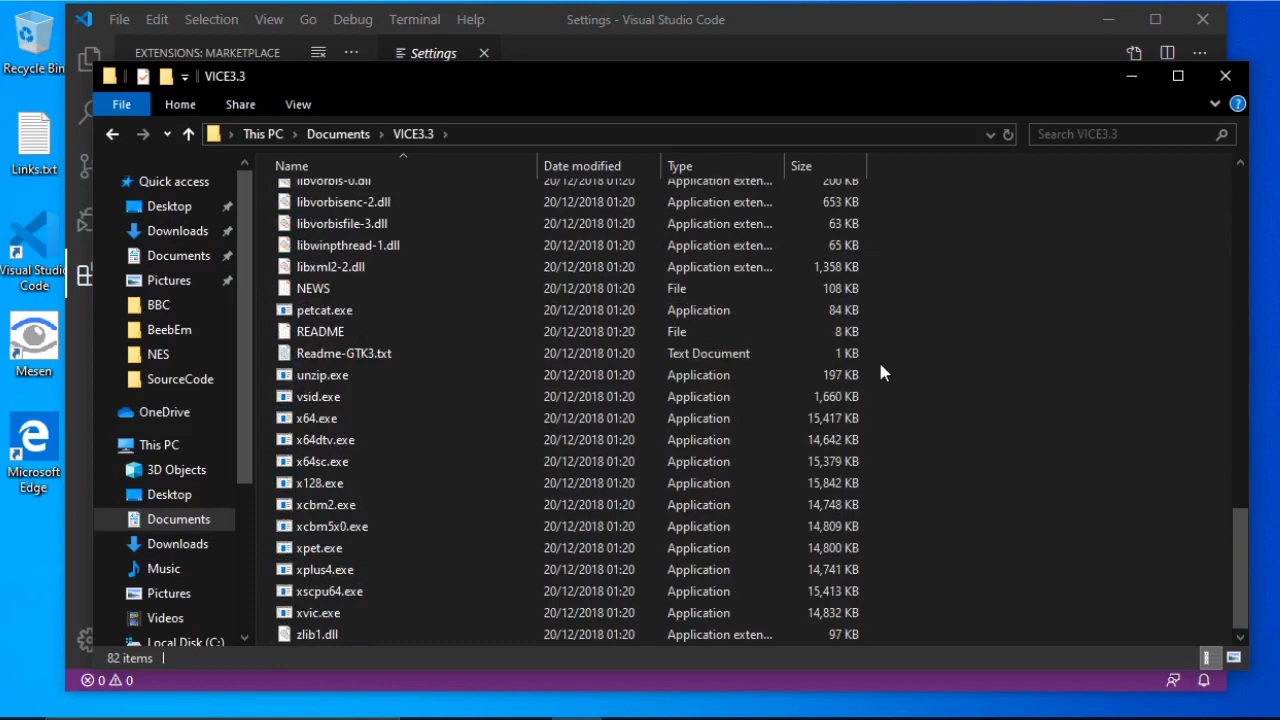 File Edit Selection View Go Debug Terminal Help Settings - Visual Studio Code
EXTENSIONS: MARKETPLACE ... Settings ...
Recycle Bin
Links.txt
Visual Studio
Code
Mesen
Microsoft
Edge
VICE3.3
File Home Share View
This PC Documents VICE3.3 Search VICE3.3
Name Date modified Type Size
Quick access
Desktop
Downloads
Documents
Pictures
BBC
BeebEm
NES
SourceCode
OneDrive
This PC
3D Objects
Desktop
Documents
Downloads
Music
Pictures
Videos
Local Disk (C:)
libvorbis-0.dll 20/12/2018 01:20 Application exten... 200 KB
libvorbisenc-2.dll 20/12/2018 01:20 Application exten... 653 KB
libvorbisfile-3.dll 20/12/2018 01:20 Application exten... 63 KB
libwinpthread-1.dll 20/12/2018 01:20 Application exten... 65 KB
libxml2-2.dll 20/12/2018 01:20 Application exten... 1,358 KB
NEWS 20/12/2018 01:20 File 108 KB
petcat.exe 20/12/2018 01:20 Application 84 KB
README 20/12/2018 01:20 File 8 KB
Readme-GTK3.txt 20/12/2018 01:20 Text Document 1 KB
unzip.exe 20/12/2018 01:20 Application 197 KB
vsid.exe 20/12/2018 01:20 Application 1,660 KB
x64.exe 20/12/2018 01:20 Application 15,417 KB
x64dtv.exe 20/12/2018 01:20 Application 14,642 KB
x64sc.exe 20/12/2018 01:20 Application 15,379 KB
x128.exe 20/12/2018 01:20 Application 15,842 KB
xcbm2.exe 20/12/2018 01:20 Application 14,748 KB
xcbm5x0.exe 20/12/2018 01:20 Application 14,809 KB
xpet.exe 20/12/2018 01:20 Application 14,800 KB
xplus4.exe 20/12/2018 01:20 Application 14,741 KB
xscpu64.exe 20/12/2018 01:20 Application 15,413 KB
xvic.exe 20/12/2018 01:20 Application 14,832 KB
zlib1.dll 20/12/2018 01:20 Application exten... 97 KB
82 items
0 0